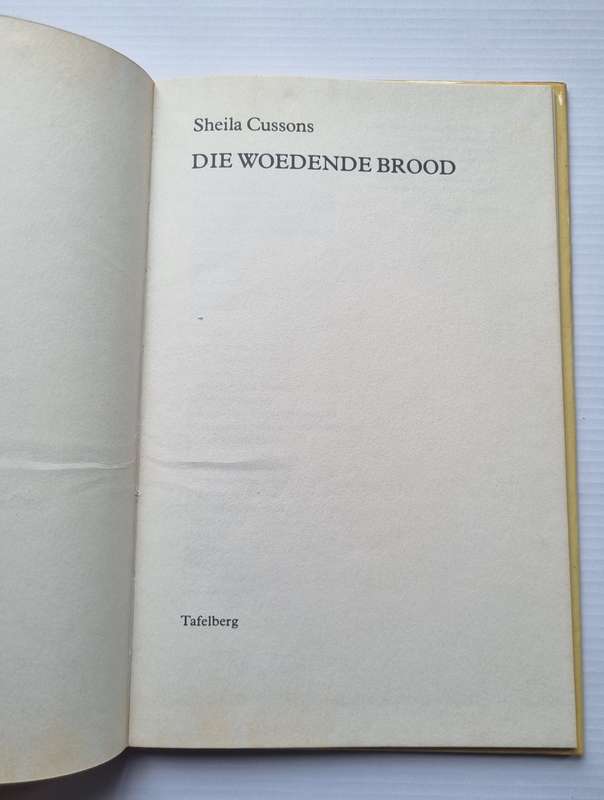 Sheila Cussons
DIE WOEDENDE BROOD
Tafelberg